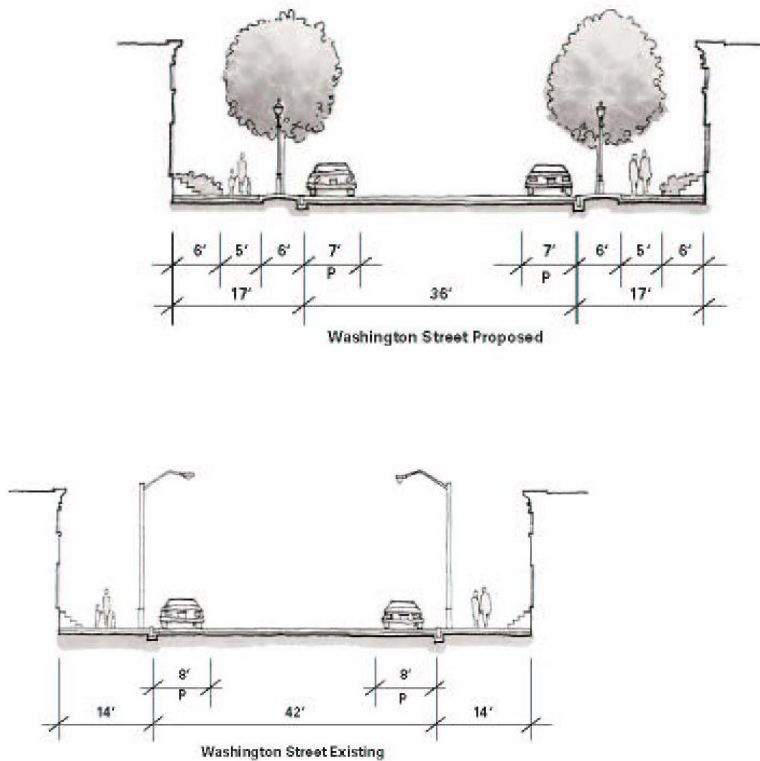 6' 5' 6' 7' 7' 6' 5' 6'
P P
17' 36' 17'
Washington Street Proposed
8' 8'
P P
14' 42' 14'
Washington Street Existing